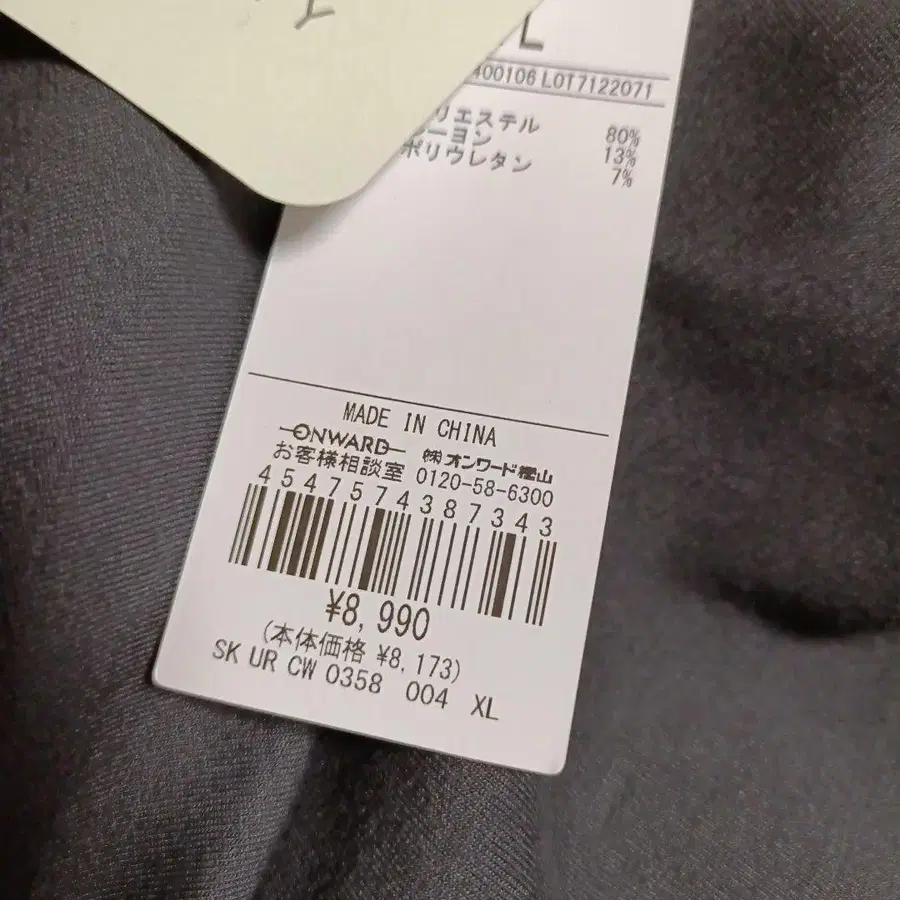 L
400106 LOT7122071
リエステル 80%
ーヨン 13%
ポリウレタン 7%
MADE IN CHINA
ONWARD ㈱オンワード樫山
お客様相談室 0120-58-6300
4547574387343
¥8,990
(本体価格 ¥8,173)
SK UR CW 0358 004 XL